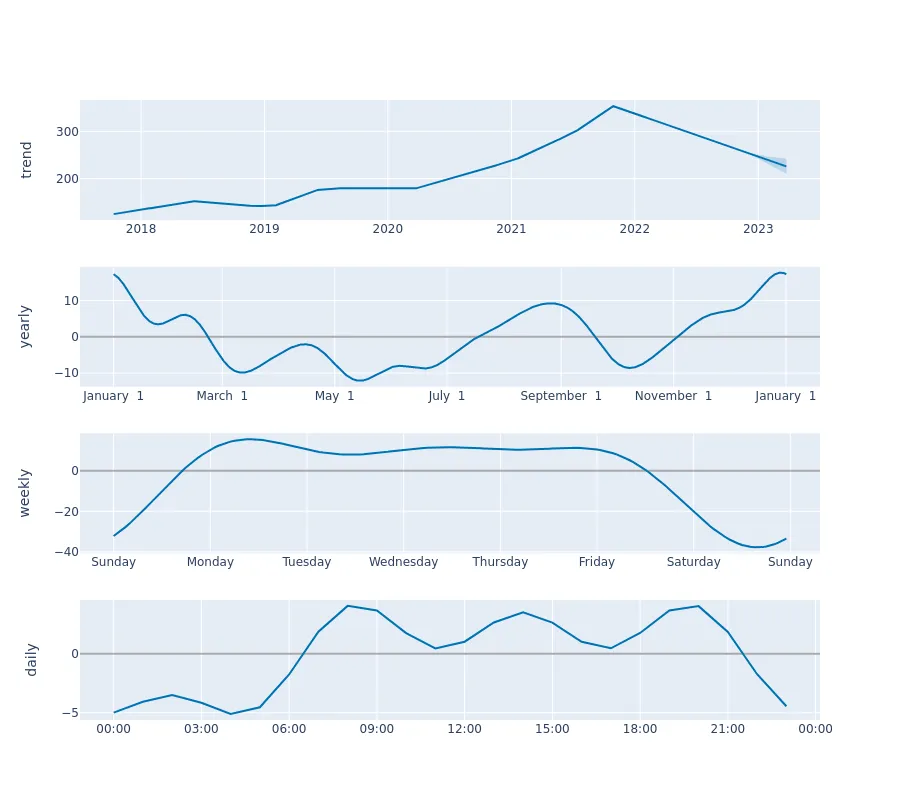 trend
300
200
2018 2019 2020 2021 2022 2023
yearly
10
0
−10
January 1 March 1 May 1 July 1 September 1 November 1 January 1
weekly
0
−20
−40
Sunday Monday Tuesday Wednesday Thursday Friday Saturday Sunday
daily
0
−5
00:00 03:00 06:00 09:00 12:00 15:00 18:00 21:00 00:00